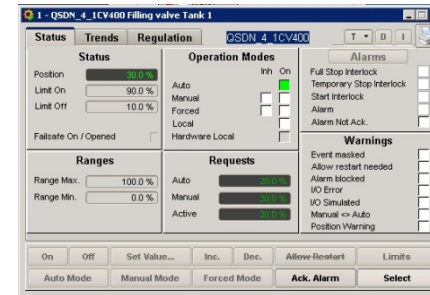 1 - QSDN_4_1CV400 Filling valve Tank 1
Status Trends Regulation QSDN_4_1CV400 T D I
Status
Position 30.0 %
Limit On 90.0 %
Limit Off 10.0 %
Failsafe On / Opened
Operation Modes
Inh On
Auto
Manual
Forced
Local
Hardware Local
Alarms
Full Stop Interlock
Temporary Stop Interlock
Start Interlock
Alarm
Alarm Not Ack.
Ranges
Range Max. 100.0 %
Range Min. 0.0 %
Requests
Auto 20.0 %
Manual 20.0 %
Active 20.0 %
Warnings
Event masked
Allow restart needed
Alarm blocked
I/O Error
I/O Simulated
Manual <> Auto
Position Warning
On Off Set Value... Inc. Dec. Allow Restart Limits
Auto Mode Manual Mode Forced Mode Ack. Alarm Select